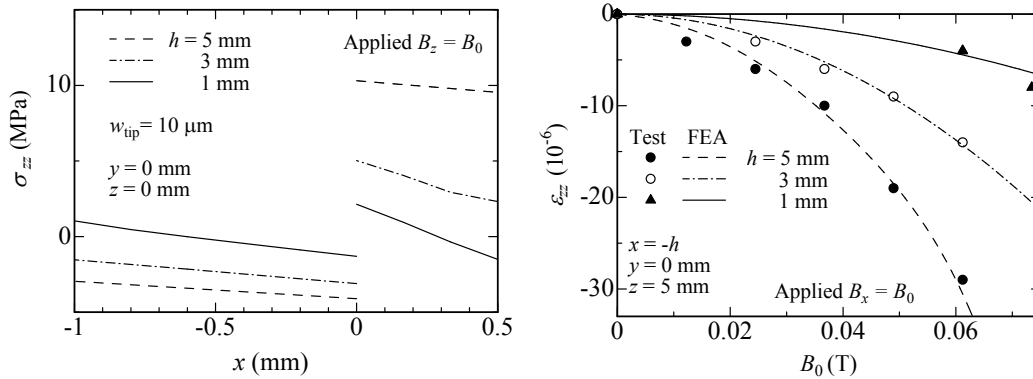 h = 5 mm
3 mm
1 mm
Applied Bz = B0
wtip = 10 μm
y = 0 mm
z = 0 mm
10
0
σzz (MPa)
-1
-0.5
0
0.5
x (mm)
0
-10
-20
-30
εzz (10-6)
Test FEA
h = 5 mm
3 mm
1 mm
x = -h
y = 0 mm
z = 5 mm
Applied Bx = B0
0
0.02
0.04
0.06
B0 (T)